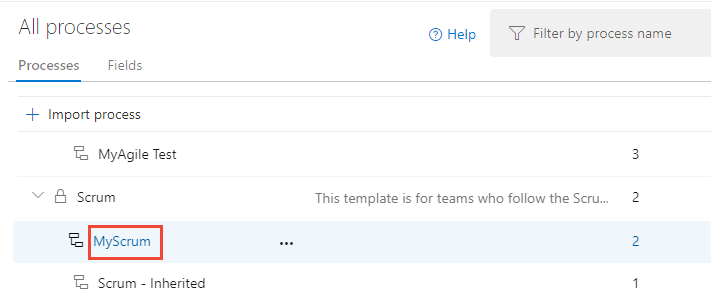 All processes
Help
Filter by process name
Processes Fields
Import process
MyAgile Test 3
Scrum This template is for teams who follow the Scru... 2
MyScrum ... 2
Scrum - Inherited 1